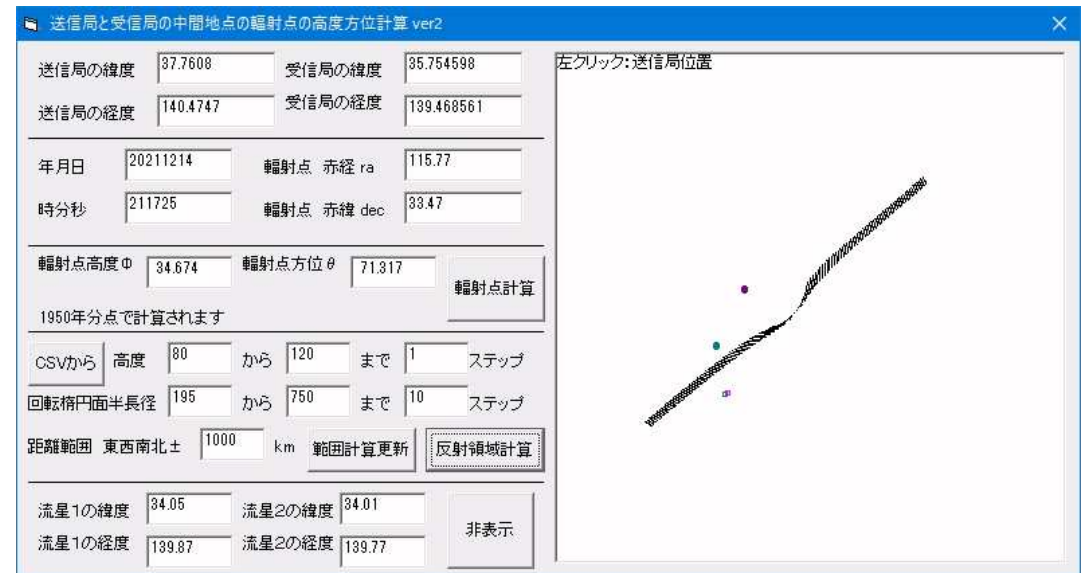 送信局と受信局の中間地点の輻射点の高度方位計算 ver2
送信局の緯度 37.7608 受信局の緯度 35.754598
送信局の経度 140.4747 受信局の経度 139.468561
年月日 20211214 輻射点 赤経 ra 115.77
時分秒 211725 輻射点 赤緯 dec 33.47
輻射点高度Φ 34.674 輻射点方位θ 71.317 輻射点計算
1950年分点で計算されます
CSVから 高度 80 から 120 まで 1 ステップ
回転楕円面半長径 195 から 750 まで 10 ステップ
距離範囲 東西南北± 1000 km 範囲計算更新 反射領域計算
流星1の緯度 34.05 流星2の緯度 34.01 非表示
流星1の経度 139.87 流星2の経度 139.77
左クリック:送信局位置